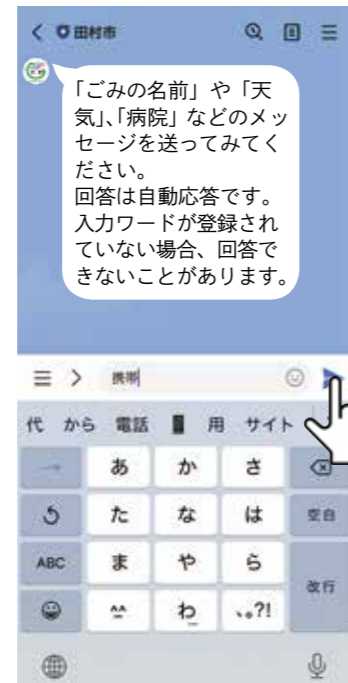 田村市
「ごみの名前」や「天
気」、「病院」などのメッ
セージを送ってみてく
ださい。
回答は自動応答です。
入力ワードが登録され
ていない場合、回答で
きないことがあります。
携帯
代 から 電話 用 サイト
→ あ か さ
た な は 空白
ABC ま や ら
^^ わ_ 、。?! 改行